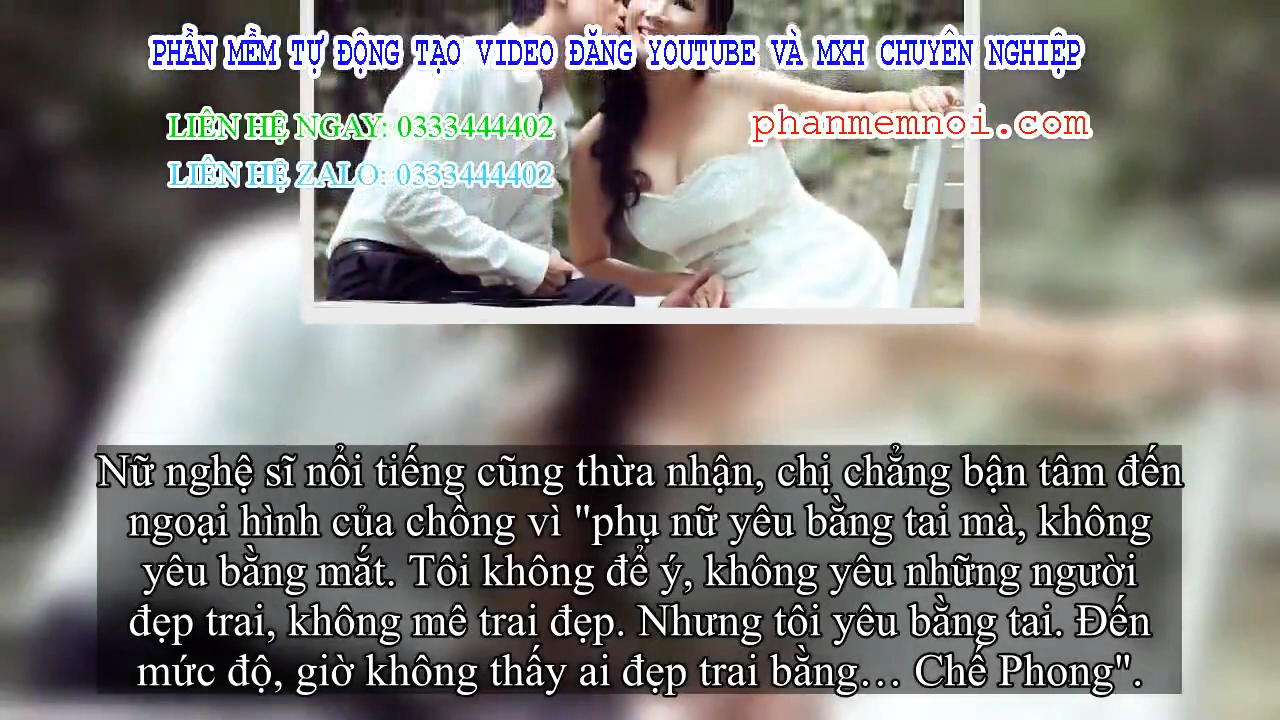 PHẦN MỀM TỰ ĐỘNG TẠO VIDEO ĐĂNG YOUTUBE VÀ MXH CHUYÊN NGHIỆP
LIÊN HỆ NGAY: 0333444402
phanmemnoi.com
LIÊN HỆ ZALO: 0333444402
Nữ nghệ sĩ nổi tiếng cũng thừa nhận, chị chẳng bận tâm đến
ngoại hình của chồng vì "phụ nữ yêu bằng tai mà, không
yêu bằng mắt. Tôi không để ý, không yêu những người
đẹp trai, không mê trai đẹp. Nhưng tôi yêu bằng tai. Đến
mức độ, giờ không thấy ai đẹp trai bằng… Chế Phong".